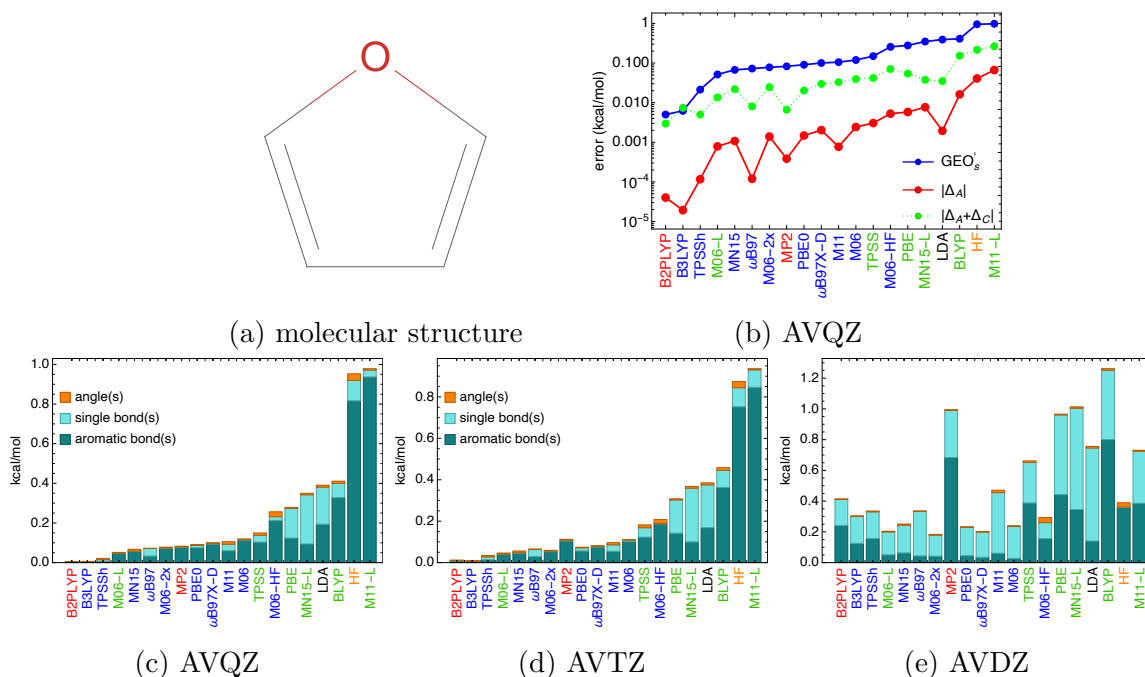 O
(a) molecular structure
error (kcal/mol)
1
0.100
0.010
0.001
10⁻⁴
10⁻⁵
GEO's
|Δ_A|
|Δ_A+Δ_C|
B2PLYP
B3LYP
TPSSh
M06-L
MN15
ωB97
M06-2x
MP2
PBE0
ωB97X-D
M11
M06
TPSS
M06-HF
PBE
MN15-L
LDA
BLYP
HF
M11-L
(b) AVQZ
kcal/mol
1.0
0.8
0.6
0.4
0.2
0.0
angle(s)
single bond(s)
aromatic bond(s)
B2PLYP
B3LYP
TPSSh
M06-L
MN15
ωB97
M06-2x
MP2
PBE0
ωB97X-D
M11
M06
TPSS
M06-HF
PBE
MN15-L
LDA
BLYP
HF
M11-L
(c) AVQZ
kcal/mol
1.0
0.8
0.6
0.4
0.2
0.0
angle(s)
single bond(s)
aromatic bond(s)
B2PLYP
B3LYP
TPSSh
M06-L
MN15
ωB97
M06-2x
MP2
PBE0
ωB97X-D
M11
M06
TPSS
M06-HF
PBE
MN15-L
LDA
BLYP
HF
M11-L
(d) AVTZ
kcal/mol
1.2
1.0
0.8
0.6
0.4
0.2
0.0
B2PLYP
B3LYP
TPSSh
M06-L
MN15
ωB97
M06-2x
MP2
PBE0
ωB97X-D
M11
M06
TPSS
M06-HF
PBE
MN15-L
LDA
BLYP
HF
M11-L
(e) AVDZ